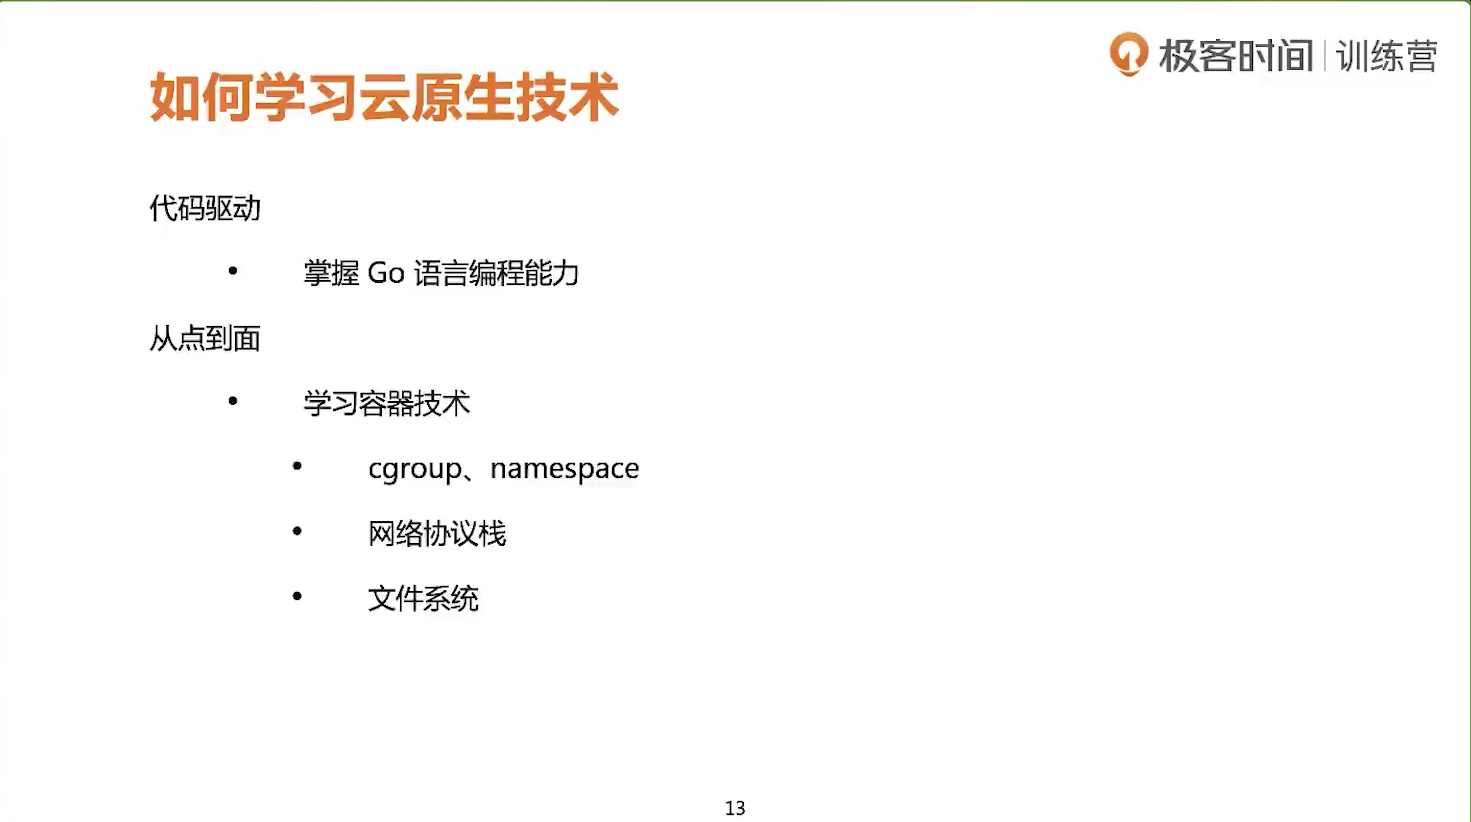 极客时间 | 训练营
如何学习云原生技术
代码驱动
• 掌握 Go 语言编程能力
从点到面
• 学习容器技术
• cgroup、namespace
• 网络协议栈
• 文件系统
13